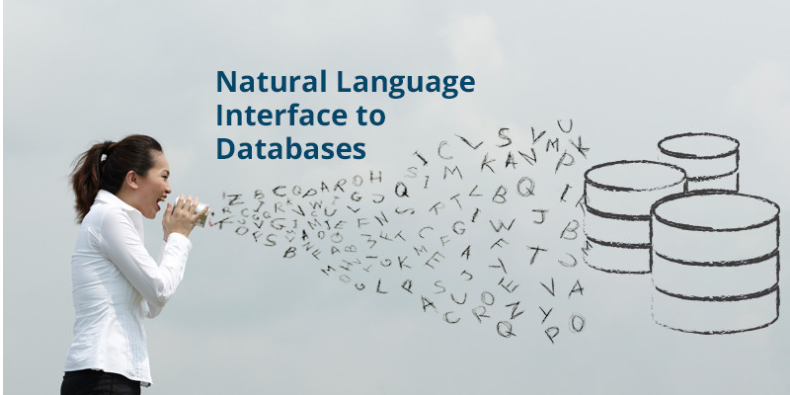 Natural Language
Interface to
Databases